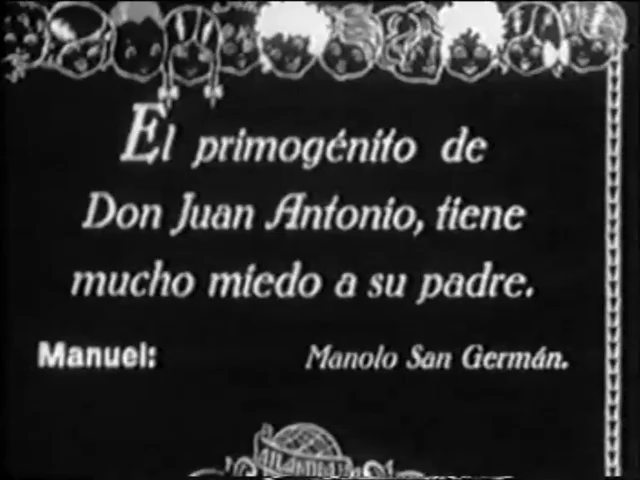 El primogénito de
Don Juan Antonio, tiene
mucho miedo a su padre.
Manuel: Manolo San Germán.